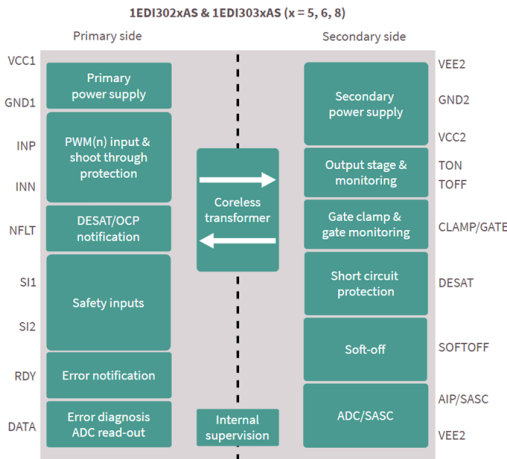 1EDI302xAS & 1EDI303xAS (x = 5, 6, 8)
Primary side
Secondary side
VCC1
GND1
INP
INN
NFLT
SI1
SI2
RDY
DATA
Primary
power supply
PWM(n) input &
shoot through
protection
DESAT/OCP
notification
Safety inputs
Error notification
Error diagnosis
ADC read-out
Coreless
transformer
Internal
supervision
Secondary
power supply
Output stage &
monitoring
Gate clamp &
gate monitoring
Short circuit
protection
Soft-off
ADC/SASC
VEE2
GND2
VCC2
TON
TOFF
CLAMP/GATE
DESAT
SOFTOFF
AIP/SASC
VEE2